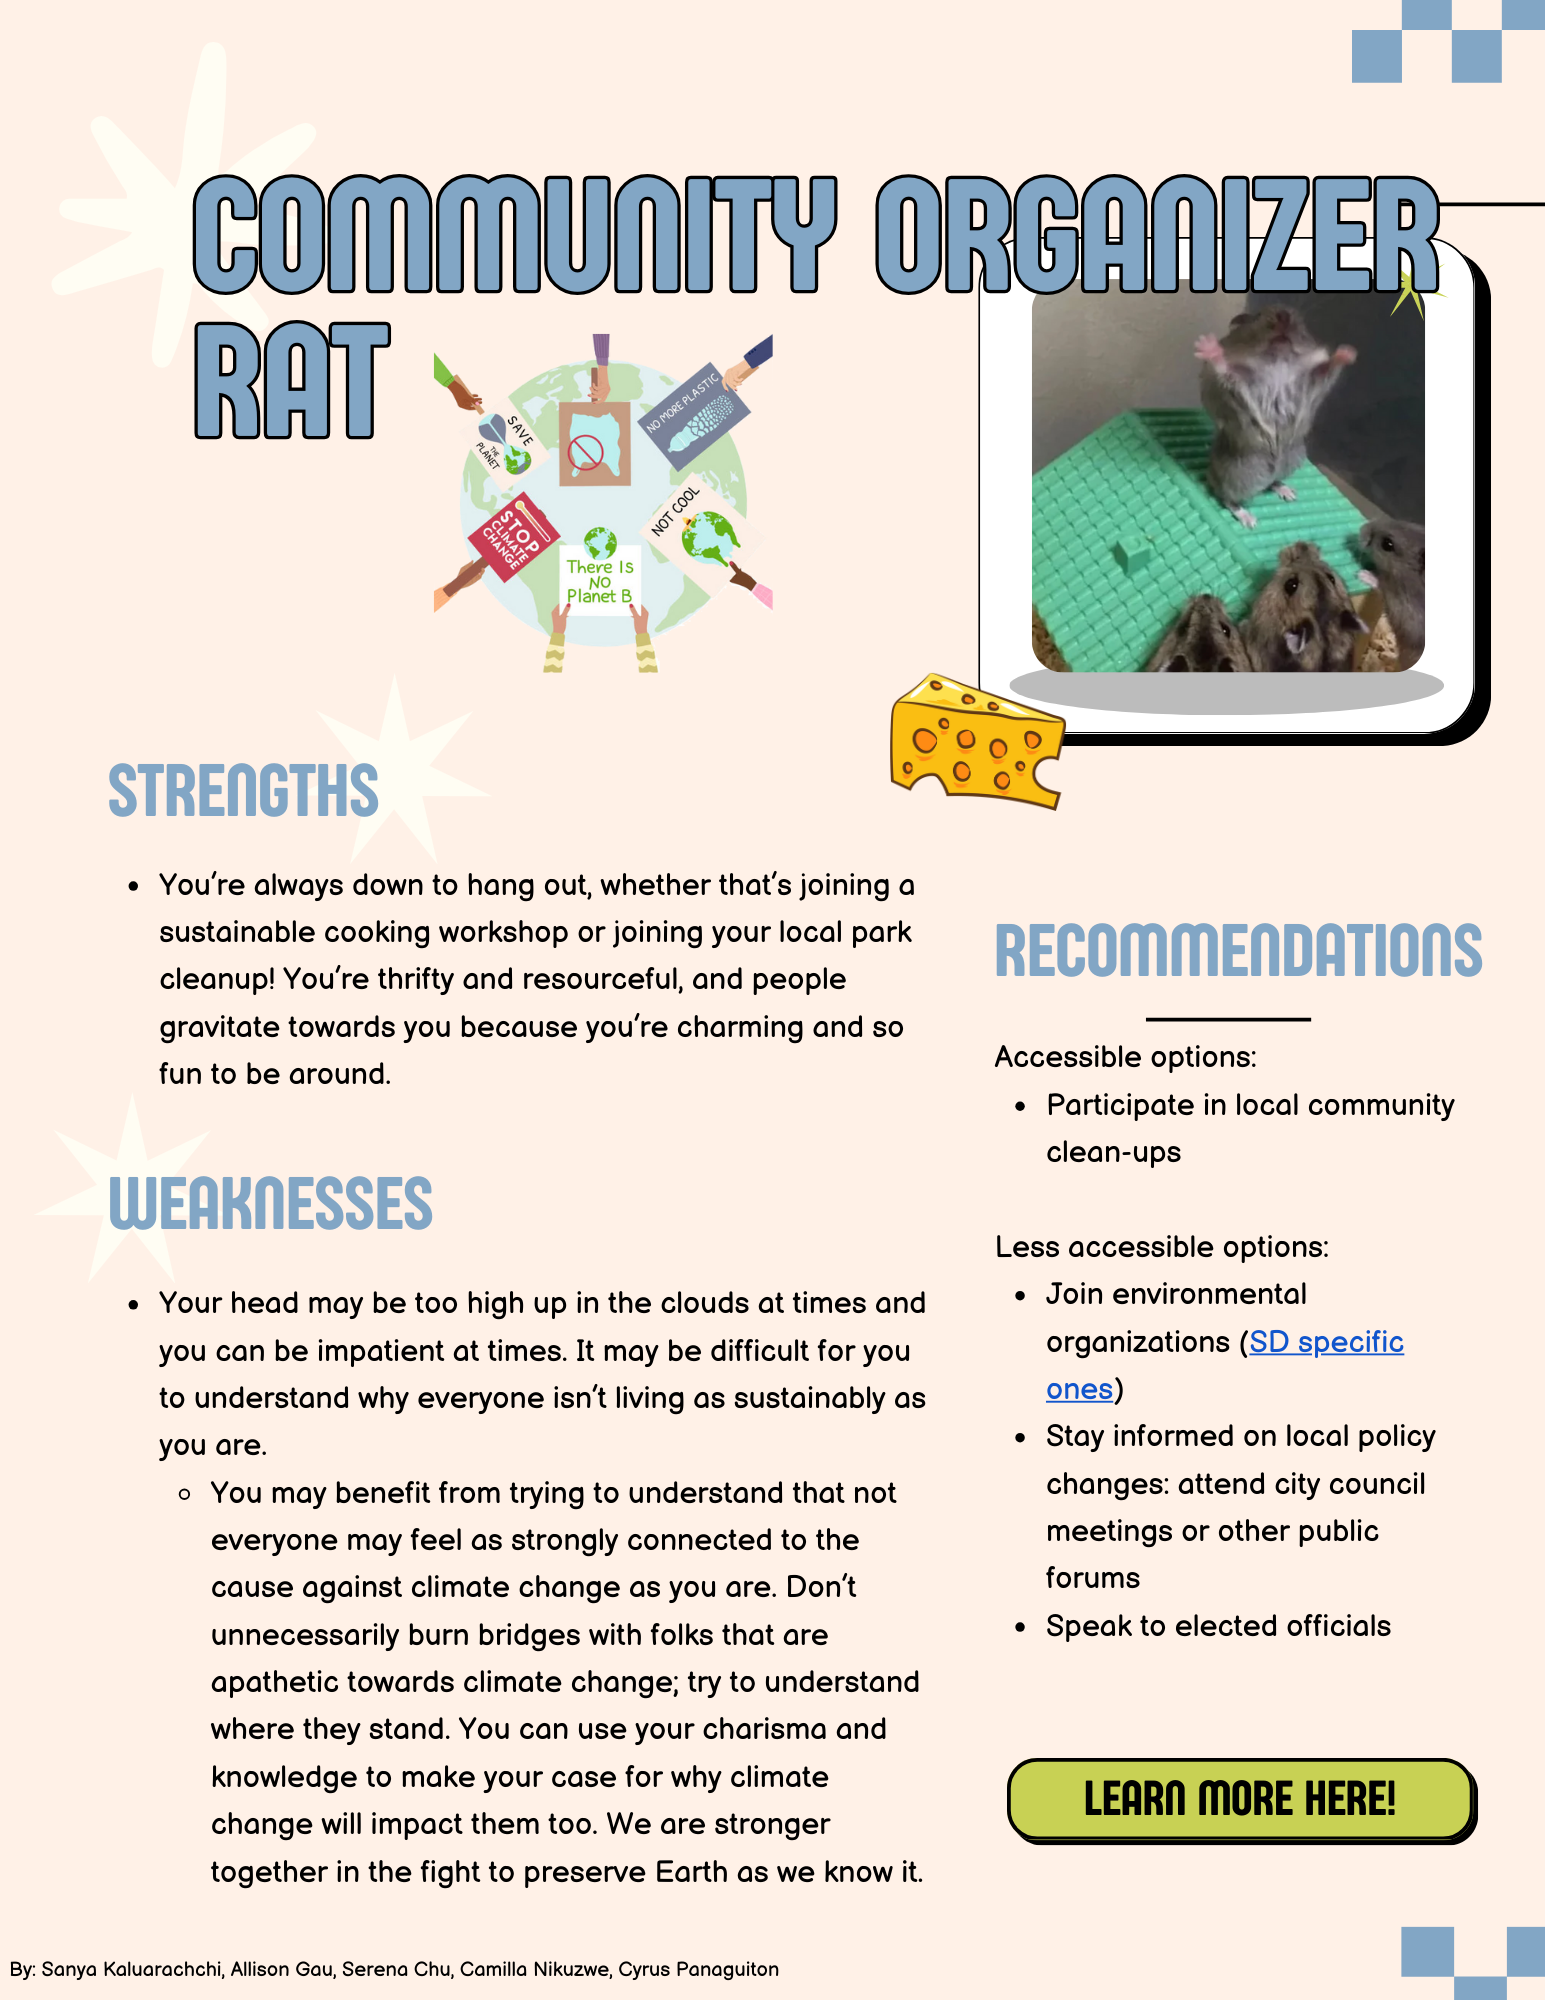 COMMUNITY ORGANIZER
RAT
SAVE
THE
PLANET
NO MORE PLASTIC
STOP
CLIMATE
CHANGE
NOT COOL
There Is
NO
Planet B
STRENGTHS
• You're always down to hang out, whether that's joining a
sustainable cooking workshop or joining your local park
cleanup! You're thrifty and resourceful, and people
gravitate towards you because you're charming and so
fun to be around.
WEAKNESSES
• Your head may be too high up in the clouds at times and
you can be impatient at times. It may be difficult for you
to understand why everyone isn't living as sustainably as
you are.
◦ You may benefit from trying to understand that not
everyone may feel as strongly connected to the
cause against climate change as you are. Don't
unnecessarily burn bridges with folks that are
apathetic towards climate change; try to understand
where they stand. You can use your charisma and
knowledge to make your case for why climate
change will impact them too. We are stronger
together in the fight to preserve Earth as we know it.
RECOMMENDATIONS
Accessible options:
• Participate in local community
clean-ups
Less accessible options:
• Join environmental
organizations (SD specific
ones)
• Stay informed on local policy
changes: attend city council
meetings or other public
forums
• Speak to elected officials
LEARN MORE HERE!
By: Sanya Kaluarachchi, Allison Gau, Serena Chu, Camilla Nikuzwe, Cyrus Panaguiton